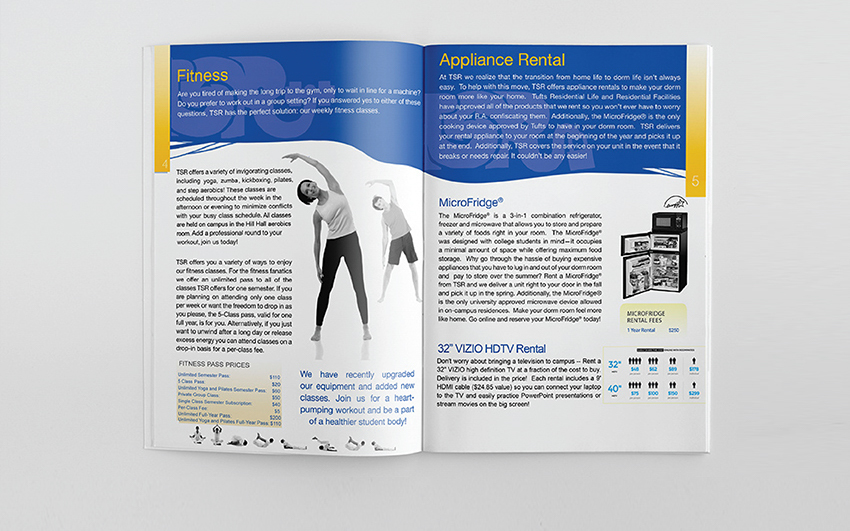 Fitness
Are you tired of making the long trip to the gym, only to wait in line for a machine?
Do you prefer to work out in a group setting? If you answered yes to either of these
questions, TSR has the perfect solution: our weekly fitness classes.
4
TSR offers a variety of invigorating classes,
including yoga, zumba, kickboxing, pilates,
and step aerobics! These classes are
scheduled throughout the week in the
afternoon or evening to minimize conflicts
with your busy class schedule. All classes
are held on campus in the Hill Hall aerobics
room. Add a professional round to your
workout, join us today!
TSR offers you a variety of ways to enjoy
our fitness classes. For the fitness fanatics
we offer an unlimited pass to all of the
classes TSR offers for one semester. If you
are planning on attending only one class
per week or want the freedom to drop in as
you please, the 5-Class pass, valid for one
full year, is for you. Alternatively, if you just
want to unwind after a long day or release
excess energy you can attend classes on a
drop-in basis for a per-class fee.
FITNESS PASS PRICES
Unlimited Semester Pass: $110
5 Class Pass: $20
Unlimited Yoga and Pilates Semester Pass: $60
Private Group Class: $50
Single Class Semester Subscription: $40
Per-Class Fee: $5
Unlimited Full-Year Pass: $200
Unlimited Yoga and Pilates Full-Year Pass: $110
We have recently upgraded
our equipment and added new
classes. Join us for a heart-
pumping workout and be a part
of a healthier student body!
Appliance Rental
At TSR we realize that the transition from home life to dorm life isn't always
easy. To help with this move, TSR offers appliance rentals to make your dorm
room more like your home. Tufts Residential Life and Residential Facilities
have approved all of the products that we rent so you won't ever have to worry
about your R.A. confiscating them. Additionally, the MicroFridge® is the only
cooking device approved by Tufts to have in your dorm room. TSR delivers
your rental appliance to your room at the beginning of the year and picks it up
at the end. Additionally, TSR covers the service on your unit in the event that it
breaks or needs repair. It couldn't be any easier!
5
MicroFridge®
The MicroFridge® is a 3-in-1 combination refrigerator,
freezer and microwave that allows you to store and prepare
a variety of foods right in your room. The MicroFridge®
was designed with college students in mind—it occupies
a minimal amount of space while offering maximum food
storage. Why go through the hassle of buying expensive
appliances that you have to lug in and out of your dorm room
and pay to store over the summer? Rent a MicroFridge®
from TSR and we deliver a unit right to your door in the fall
and pick it up in the spring. Additionally, the MicroFridge®
is the only university approved microwave device allowed
in on-campus residences. Make your dorm room feel more
like home. Go online and reserve your MicroFridge® today!
MICROFRIDGE
RENTAL FEES
1 Year Rental $250
32" VIZIO HDTV Rental
Don't worry about bringing a television to campus -- Rent a
32" VIZIO high definition TV at a fraction of the cost to buy.
Delivery is included in the price! Each rental includes a 9'
HDMI cable ($24.85 value) so you can connect your laptop
to the TV and easily practice PowerPoint presentations or
stream movies on the big screen!
32"
$48 $62 $89 $178
40"
$75 $100 $150 $299